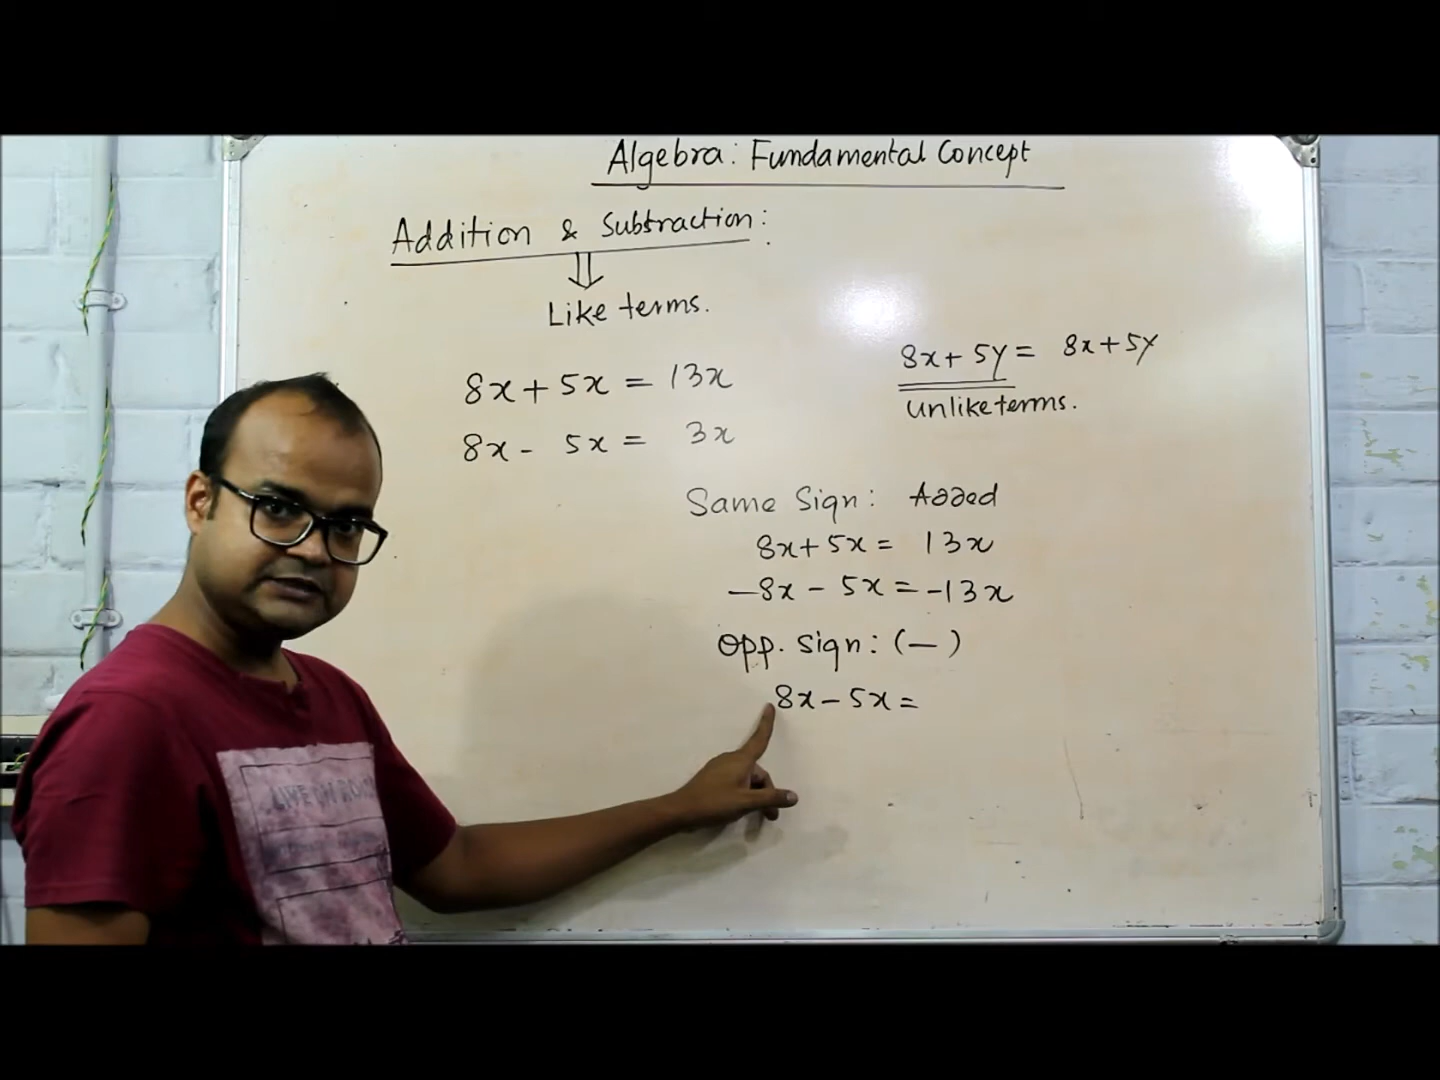 Algebra: Fundamental Concept
Addition & Subtraction:
⇓
Like terms.
8x + 5x = 13x
8x - 5x = 3x
8x + 5y = 8x + 5y
Unlike terms.
Same Sign: Added
8x + 5x = 13x
-8x - 5x = -13x
Opp. Sign: (-)
8x - 5x =
LIVE